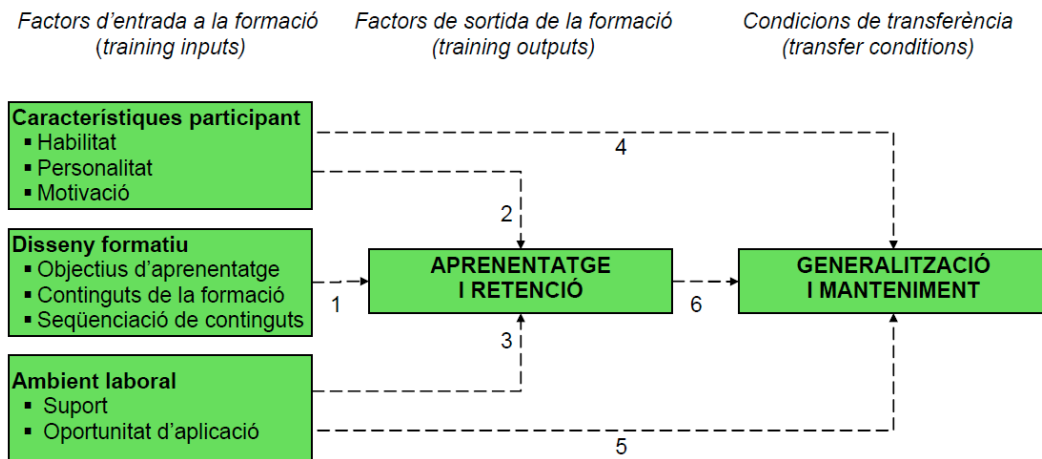 Factors d’entrada a la formació
(training inputs)
Factors de sortida de la formació
(training outputs)
Condicions de transferència
(transfer conditions)
Característiques participant
▪ Habilitat
▪ Personalitat
▪ Motivació
4
2
Disseny formatiu
▪ Objectius d’aprenentatge
▪ Continguts de la formació
▪ Seqüenciació de continguts
1
APRENENTATGE
I RETENCIÓ
6
GENERALITZACIÓ
I MANTENIMENT
3
Ambient laboral
▪ Suport
▪ Oportunitat d’aplicació
5